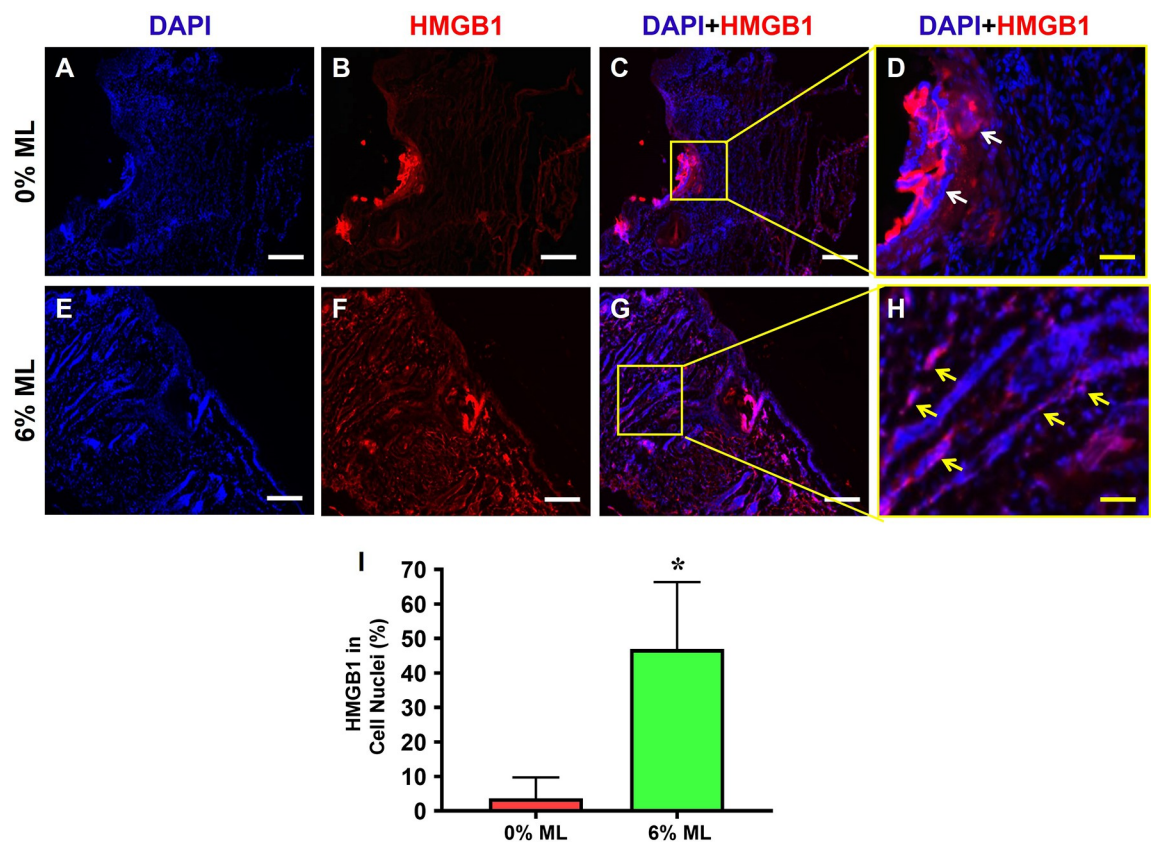 DAPI
HMGB1
DAPI+HMGB1
DAPI+HMGB1
0% ML
A
B
C
D
6% ML
E
F
G
H
I
HMGB1 in
Cell Nuclei (%)
70
60
50
40
30
20
10
0
*
0% ML
6% ML